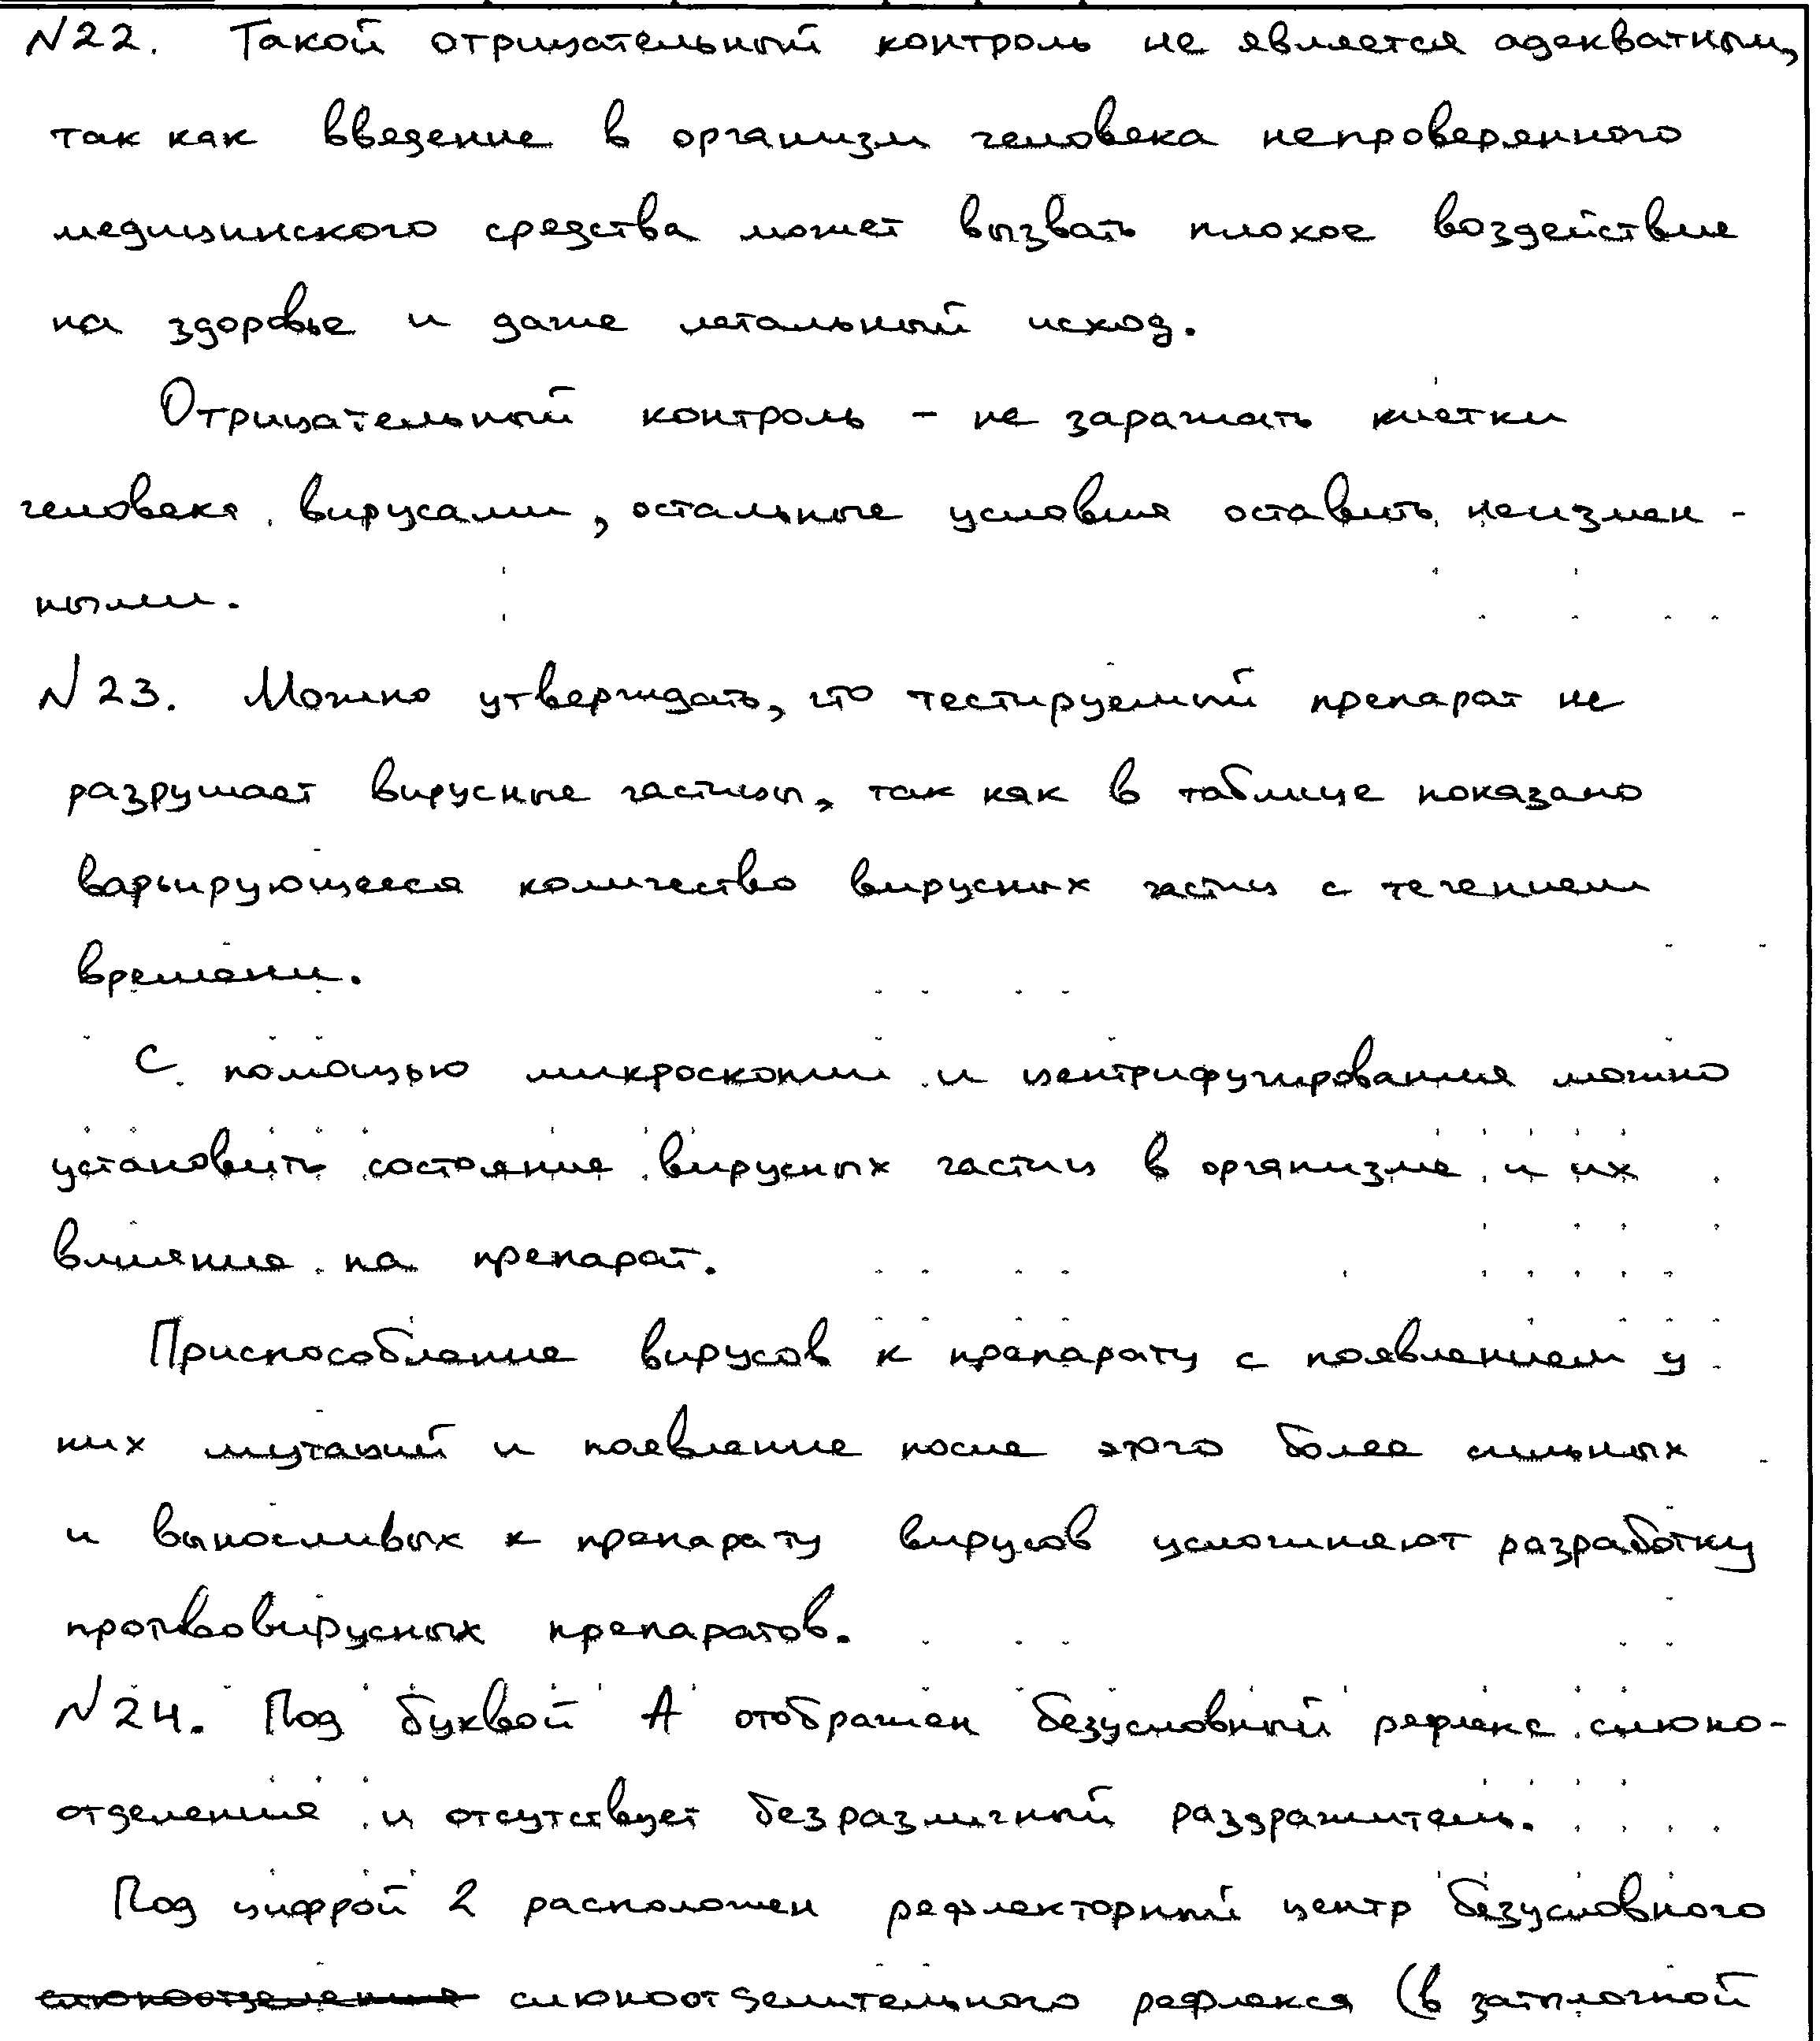 N22. Такой отрицательный контроль не является адекватным,
так как введение в организм человека непроверенного
медицинского средства может вызвать плохое воздействие
на здоровье и даже летальный исход.
Отрицательный контроль - не заражать клетки
человека вирусами, остальные условия оставить неизмен-
ными.
N23. Можно утверждать, что тестируемый препарат не
разрушает вирусные частицы, так как в таблице показано
варьирующееся количество вирусных частиц с течением
времени.
С помощью микроскопии и центрифугирования можно
установить состояние вирусных частиц в организме и их
влияние на препарат.
Приспособление вирусов к препарату с появлением у
них мутаций и появление после этого более сильных
и выносливых к препарату вирусов усложняют разработку
противовирусных препаратов.
N24. Под буквой А отображен безусловный рефлекс слюно-
отделения и отсутствует безразличный раздражитель.
Под цифрой 2 расположен рефлекторный центр безусловного
слюноотделения слюноотделительного рефлекса (в затылочной